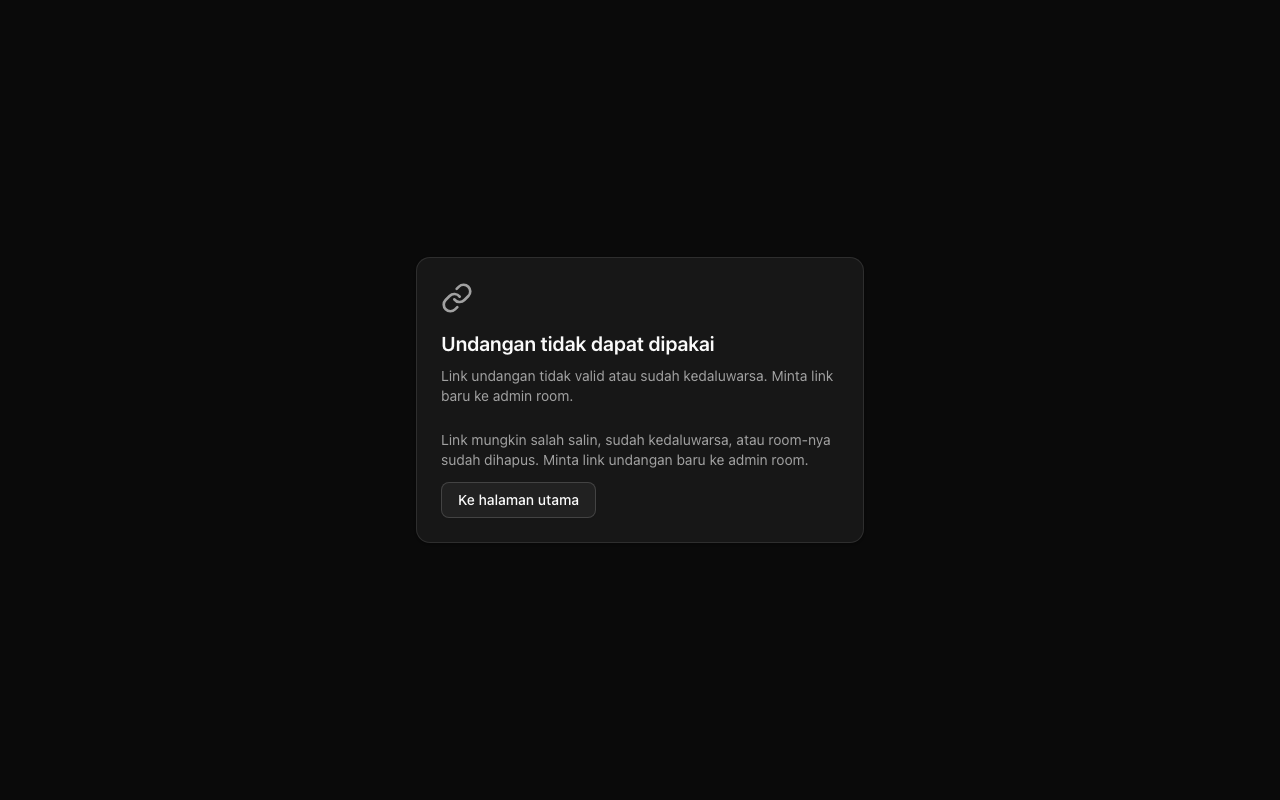 Undangan tidak dapat dipakai
Link undangan tidak valid atau sudah kedaluwarsa. Minta link
baru ke admin room.
Link mungkin salah salin, sudah kedaluwarsa, atau room-nya
sudah dihapus. Minta link undangan baru ke admin room.
Ke halaman utama